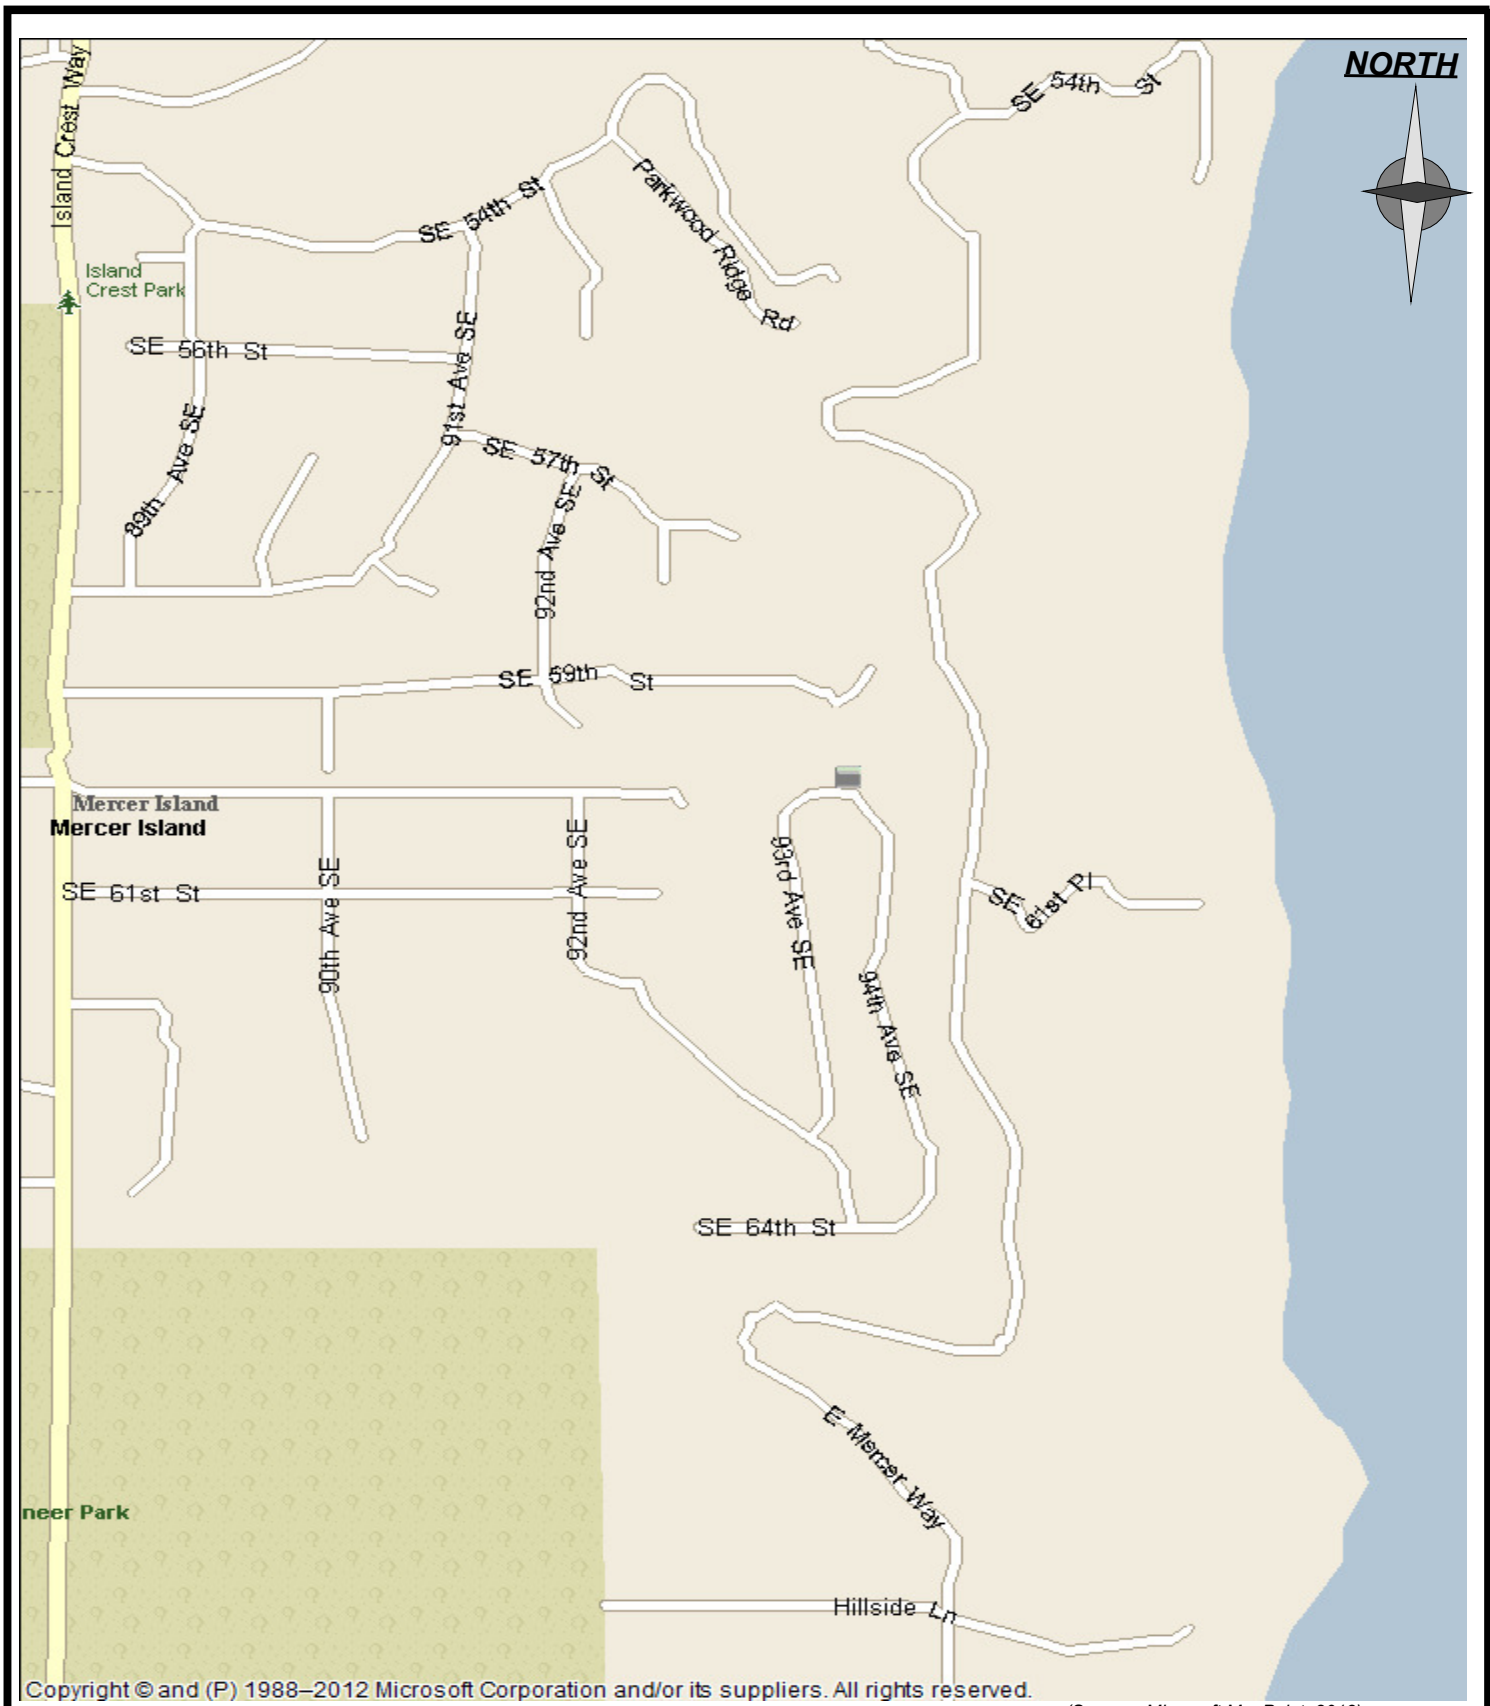 NORTH
Island Crest Way
SE 54th St
SE 54th St
Parkwood Ridge Rd
Island
Crest Park
SE 56th St
91st Ave SE
89th Ave SE
SE 57th St
92nd Ave SE
SE 59th St
Mercer Island
Mercer Island
SE 61st St
90th Ave SE
92nd Ave SE
93rd Ave SE
94th Ave SE
SE 61st Pl
SE 64th St
E Mercer Way
neer Park
Hillside Ln
Copyright © and (P) 1988–2012 Microsoft Corporation and/or its suppliers. All rights reserved.